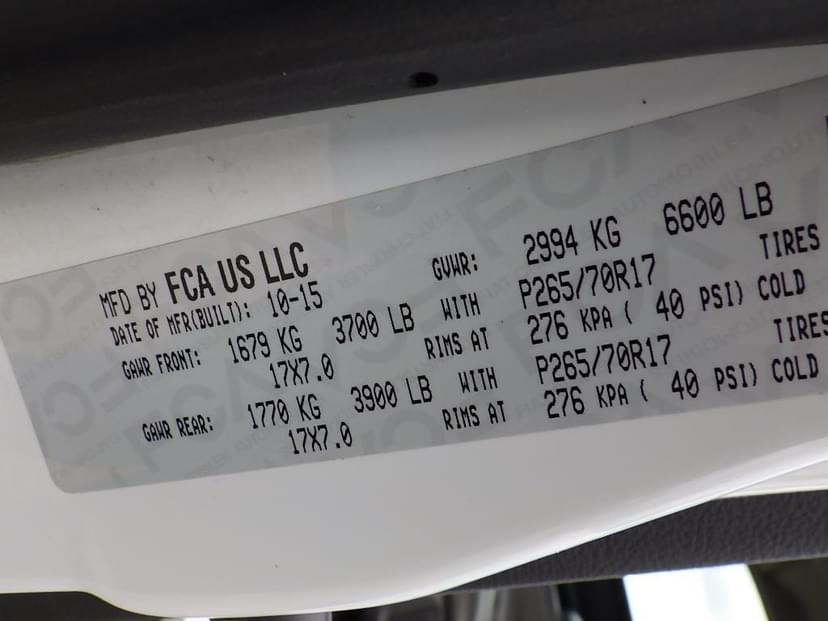 MFD BY FCA US LLC
DATE OF MFR(BUILT): 10-15 GVWR: 2994 KG 6600 LB
GAWR FRONT: 1679 KG 3700 LB WITH P265/70R17 TIRES
17X7.0 RIMS AT 276 KPA ( 40 PSI) COLD
GAWR REAR: 1770 KG 3900 LB WITH P265/70R17 TIRES
17X7.0 RIMS AT 276 KPA ( 40 PSI) COLD